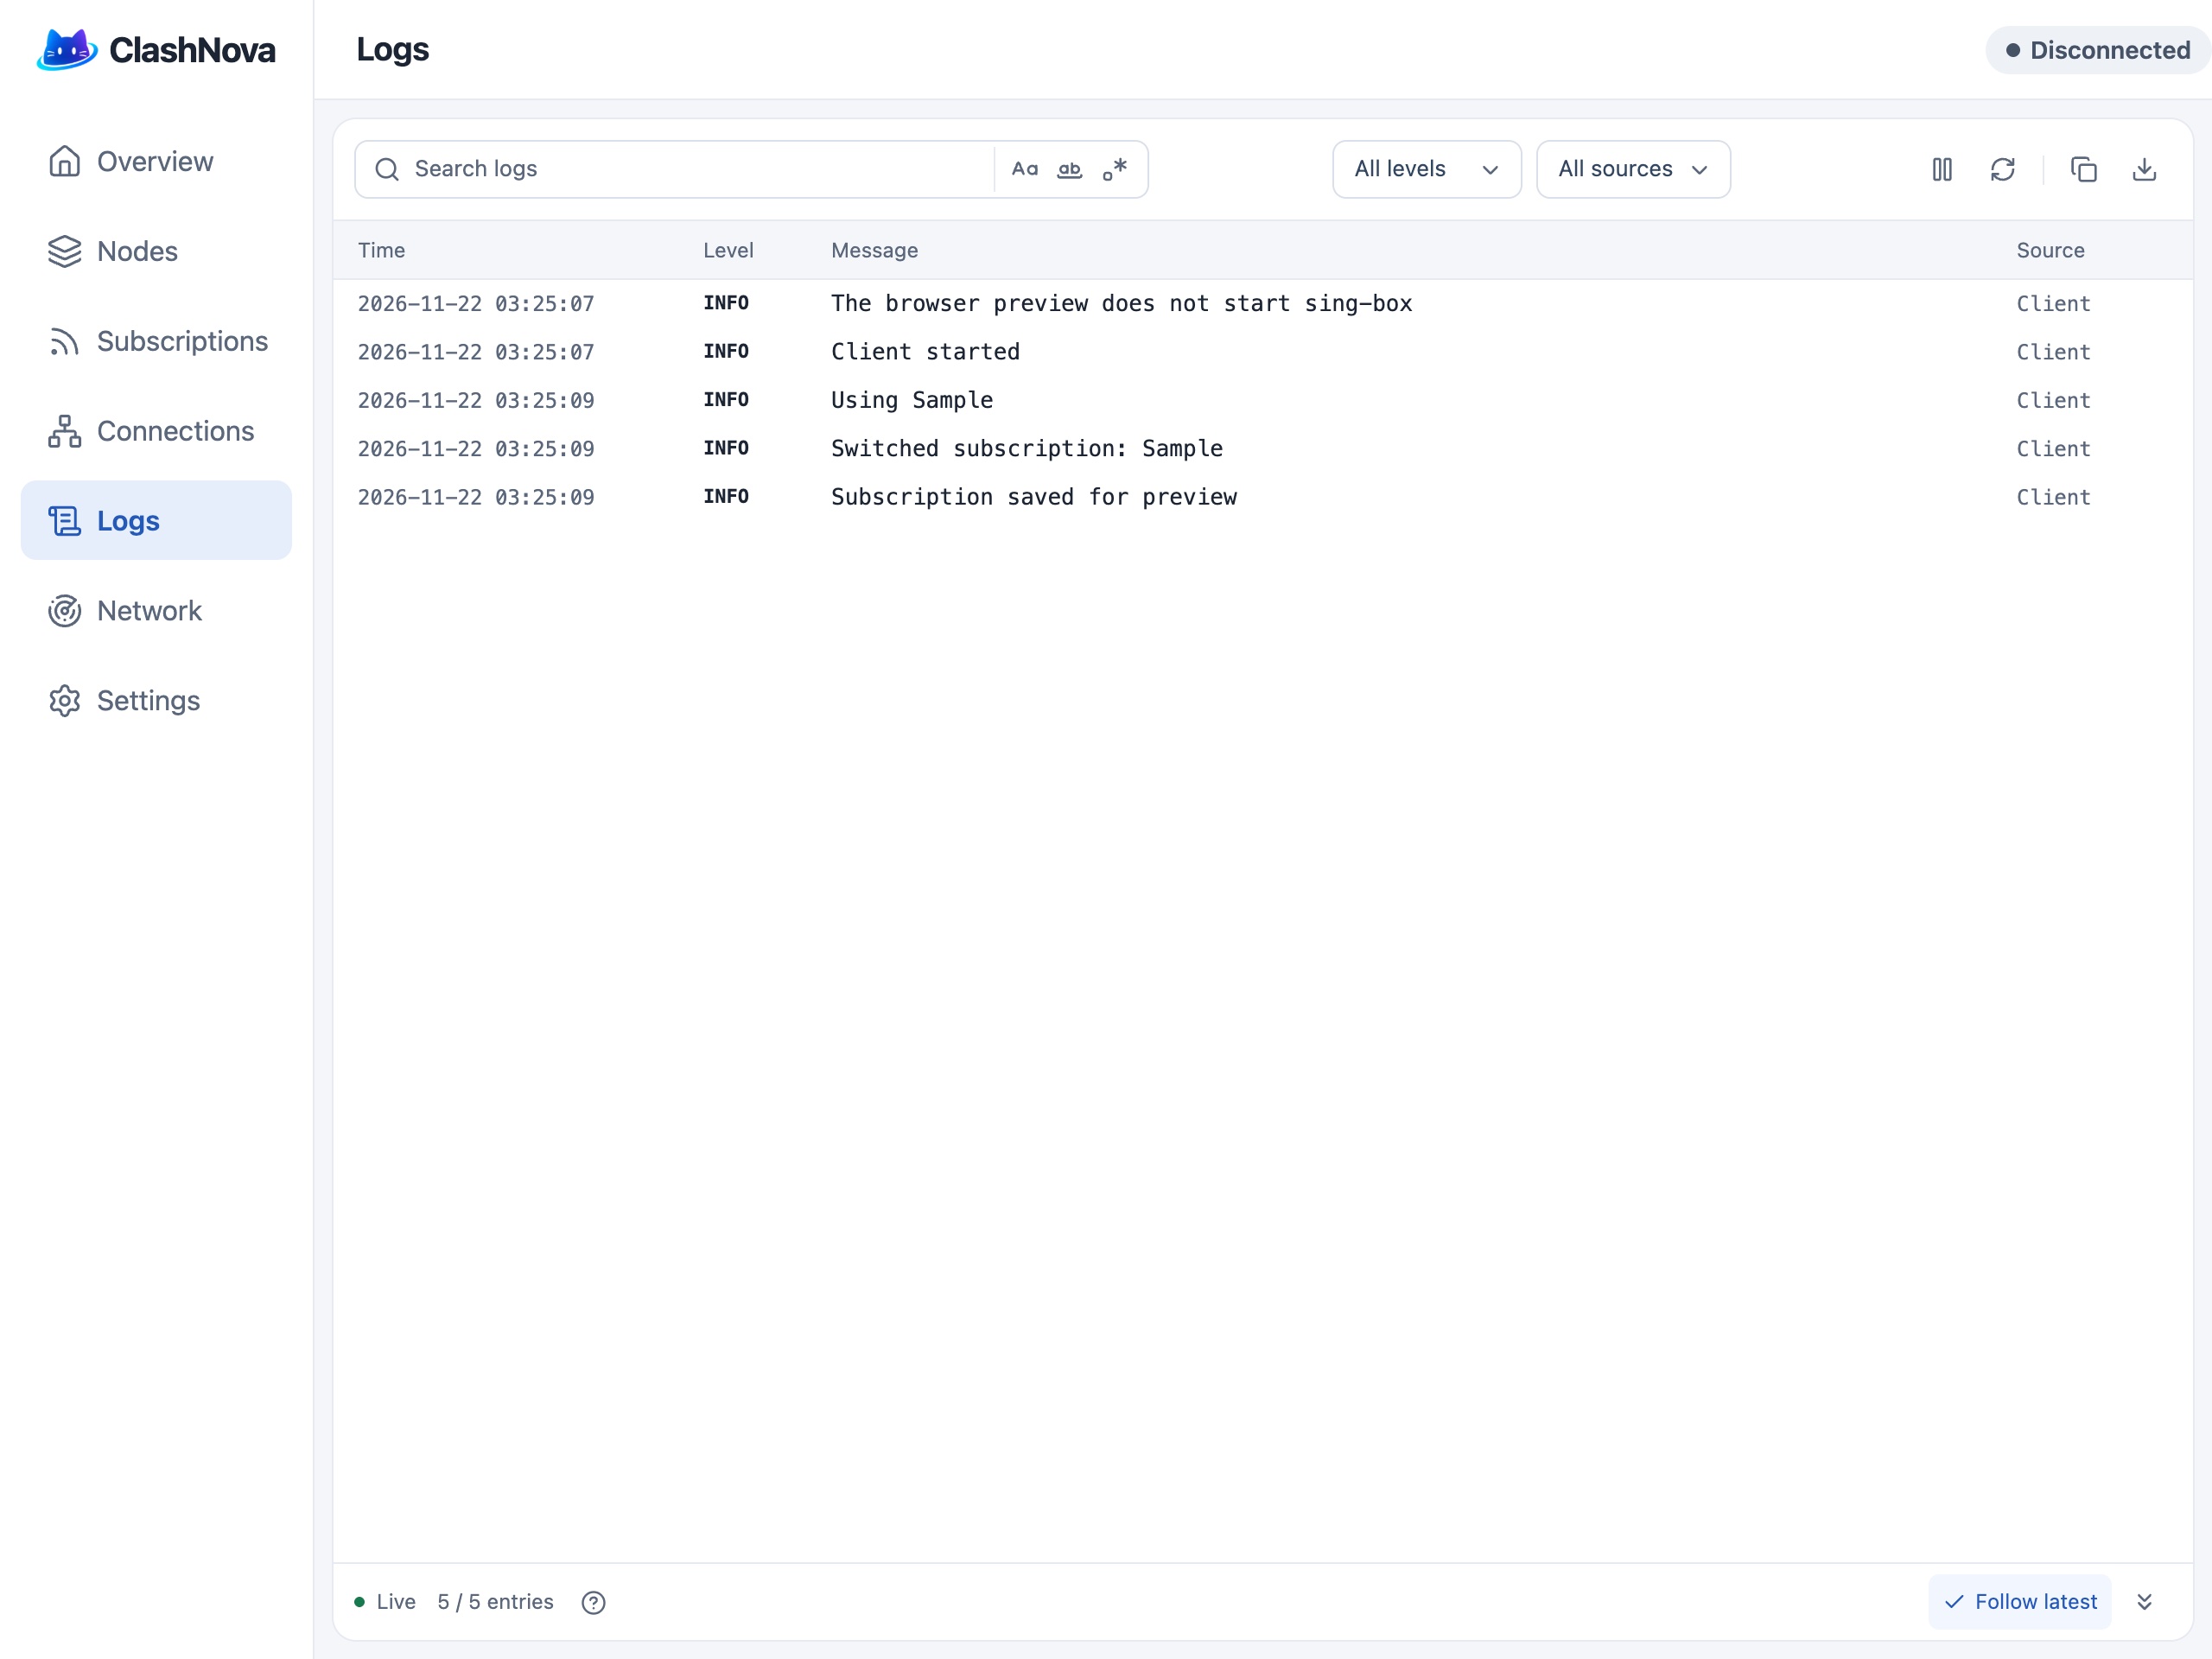 ClashNova
Logs
Disconnected
Overview
Nodes
Subscriptions
Connections
Logs
Network
Settings
Search logs
Aa ab .*
All levels
All sources
Time Level Message Source
2026-11-22 03:25:07 INFO The browser preview does not start sing-box Client
2026-11-22 03:25:07 INFO Client started Client
2026-11-22 03:25:09 INFO Using Sample Client
2026-11-22 03:25:09 INFO Switched subscription: Sample Client
2026-11-22 03:25:09 INFO Subscription saved for preview Client
Live 5 / 5 entries ?
Follow latest